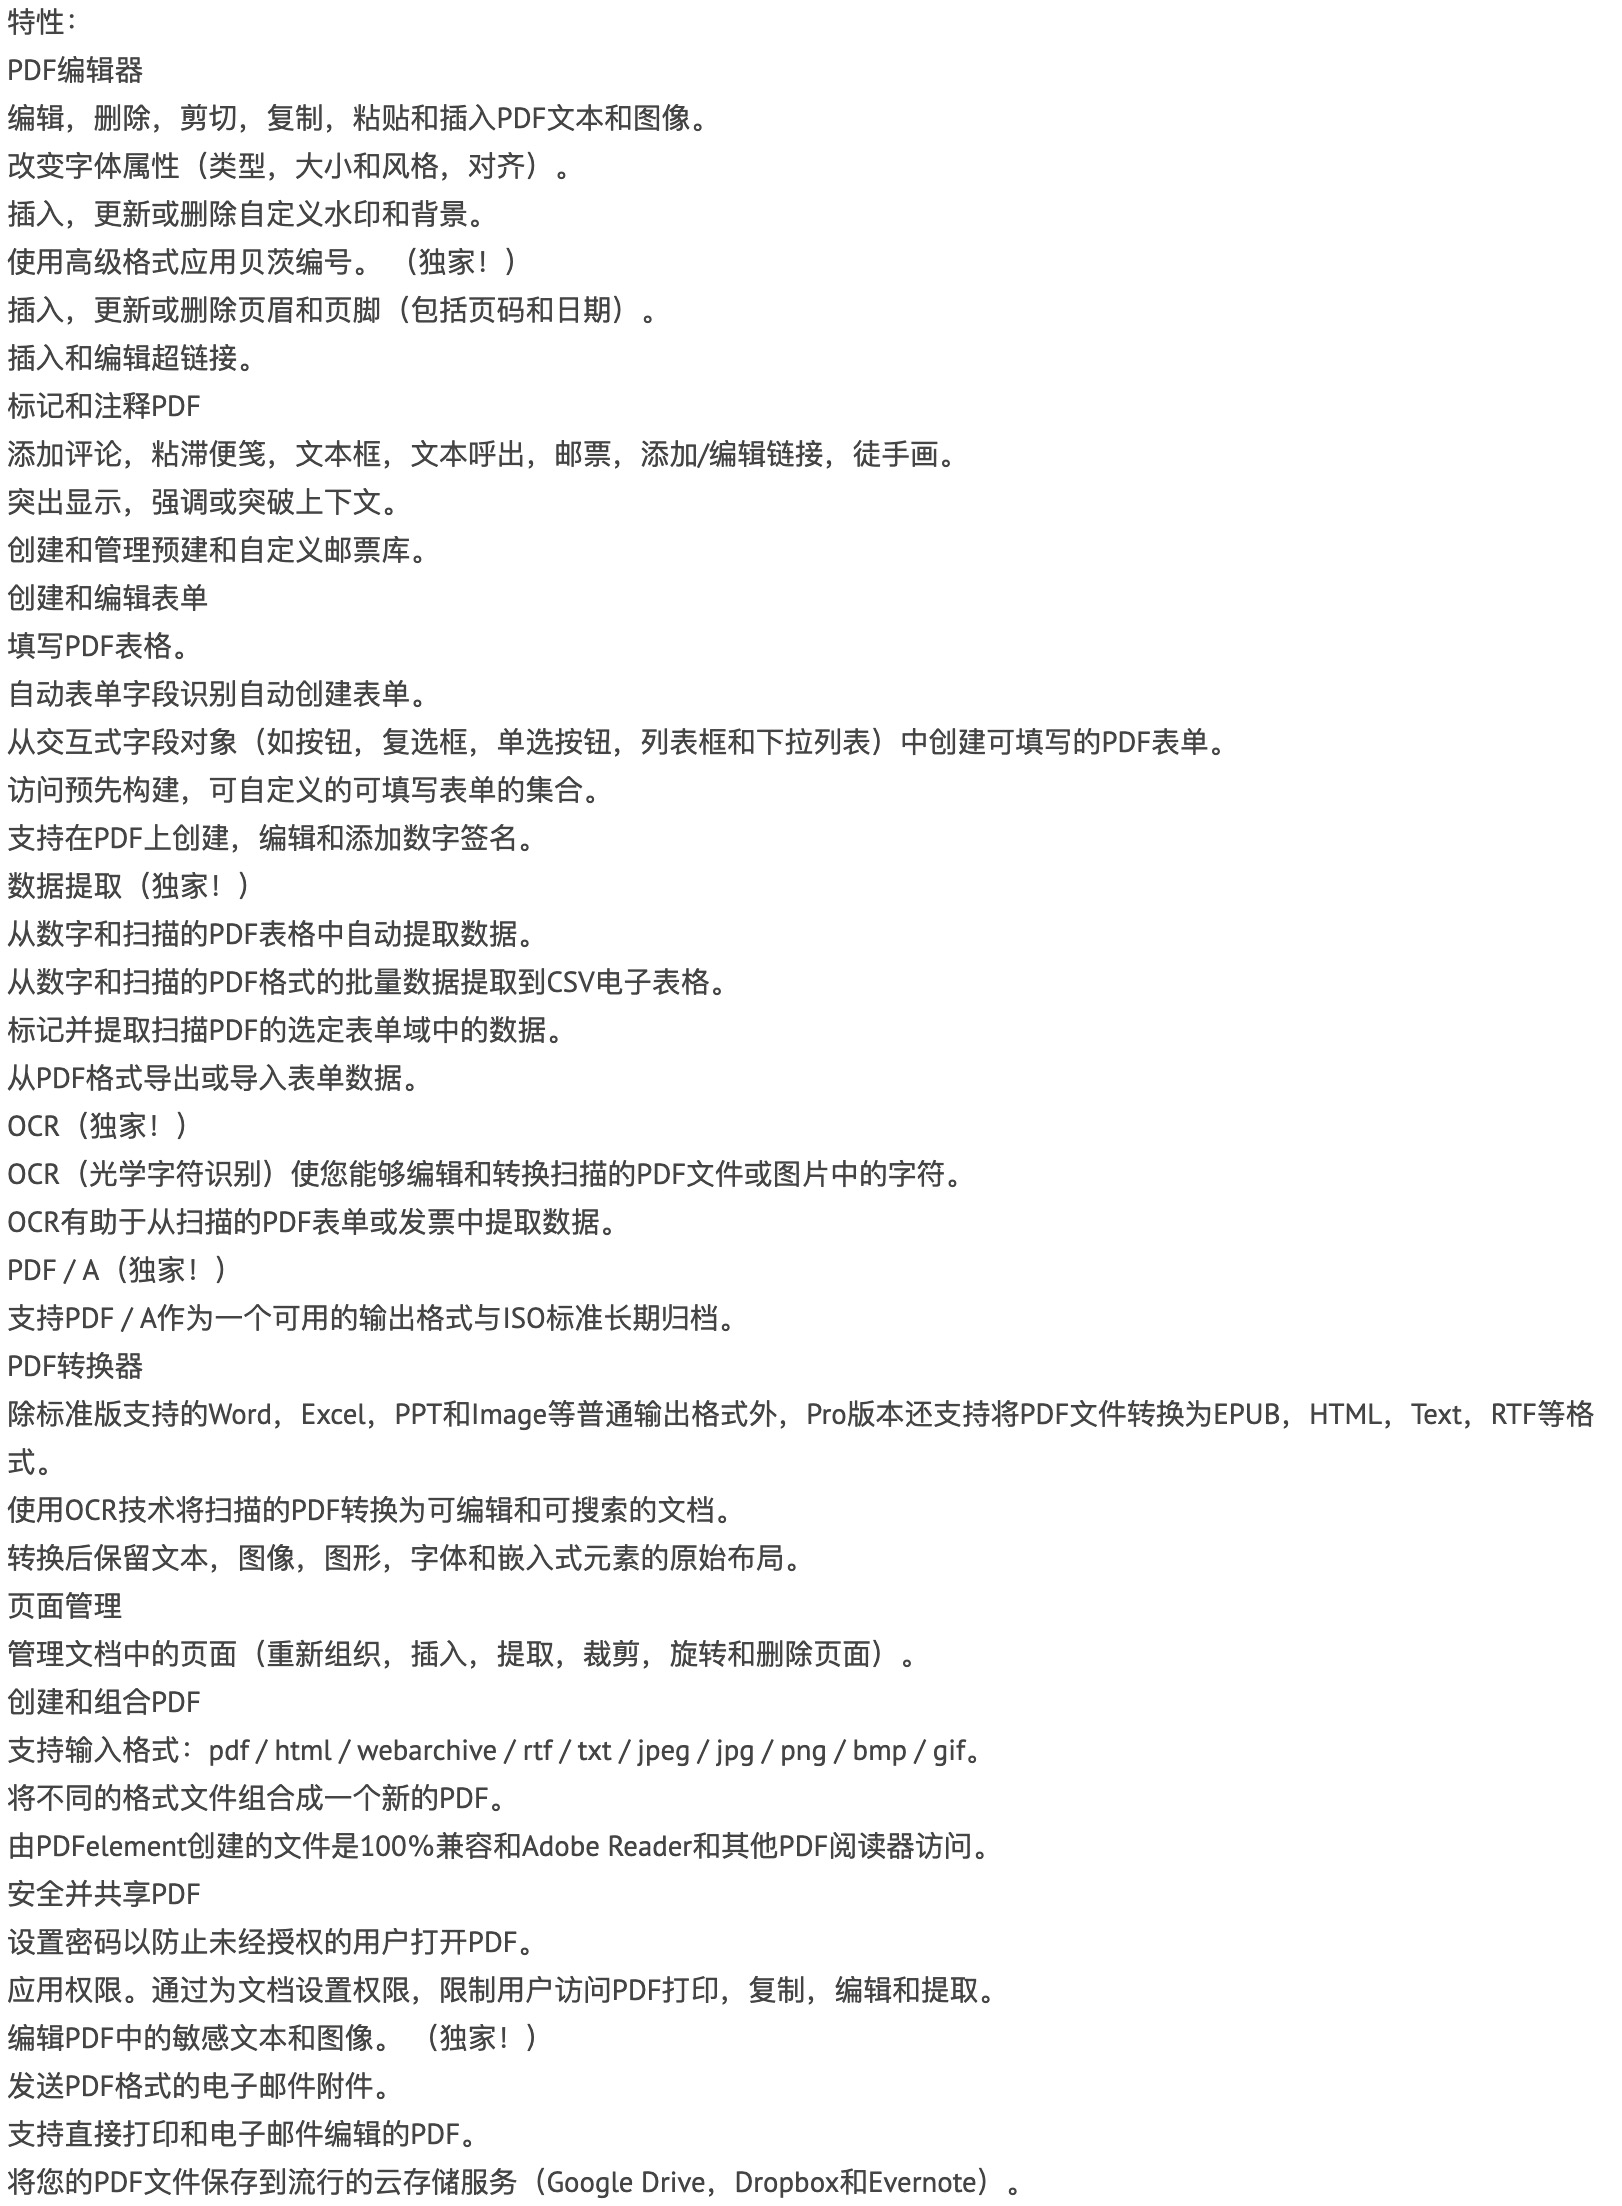 特性：
PDF编辑器
编辑，删除，剪切，复制，粘贴和插入PDF文本和图像。
改变字体属性（类型，大小和风格，对齐）。
插入，更新或删除自定义水印和背景。
使用高级格式应用贝茨编号。 （独家！）
插入，更新或删除页眉和页脚（包括页码和日期）。
插入和编辑超链接。
标记和注释PDF
添加评论，粘滞便笺，文本框，文本呼出，邮票，添加/编辑链接，徒手画。
突出显示，强调或突破上下文。
创建和管理预建和自定义邮票库。
创建和编辑表单
填写PDF表格。
自动表单字段识别自动创建表单。
从交互式字段对象（如按钮，复选框，单选按钮，列表框和下拉列表）中创建可填写的PDF表单。
访问预先构建，可自定义的可填写表单的集合。
支持在PDF上创建，编辑和添加数字签名。
数据提取（独家！）
从数字和扫描的PDF表格中自动提取数据。
从数字和扫描的PDF格式的批量数据提取到CSV电子表格。
标记并提取扫描PDF的选定表单域中的数据。
从PDF格式导出或导入表单数据。
OCR（独家！）
OCR（光学字符识别）使您能够编辑和转换扫描的PDF文件或图片中的字符。
OCR有助于从扫描的PDF表单或发票中提取数据。
PDF / A（独家！）
支持PDF / A作为一个可用的输出格式与ISO标准长期归档。
PDF转换器
除标准版支持的Word，Excel，PPT和Image等普通输出格式外，Pro版本还支持将PDF文件转换为EPUB，HTML，Text，RTF等格
式。
使用OCR技术将扫描的PDF转换为可编辑和可搜索的文档。
转换后保留文本，图像，图形，字体和嵌入式元素的原始布局。
页面管理
管理文档中的页面（重新组织，插入，提取，裁剪，旋转和删除页面）。
创建和组合PDF
支持输入格式：pdf / html / webarchive / rtf / txt / jpeg / jpg / png / bmp / gif。
将不同的格式文件组合成一个新的PDF。
由PDFelement创建的文件是100％兼容和Adobe Reader和其他PDF阅读器访问。
安全并共享PDF
设置密码以防止未经授权的用户打开PDF。
应用权限。通过为文档设置权限，限制用户访问PDF打印，复制，编辑和提取。
编辑PDF中的敏感文本和图像。 （独家！）
发送PDF格式的电子邮件附件。
支持直接打印和电子邮件编辑的PDF。
将您的PDF文件保存到流行的云存储服务（Google Drive，Dropbox和Evernote）。